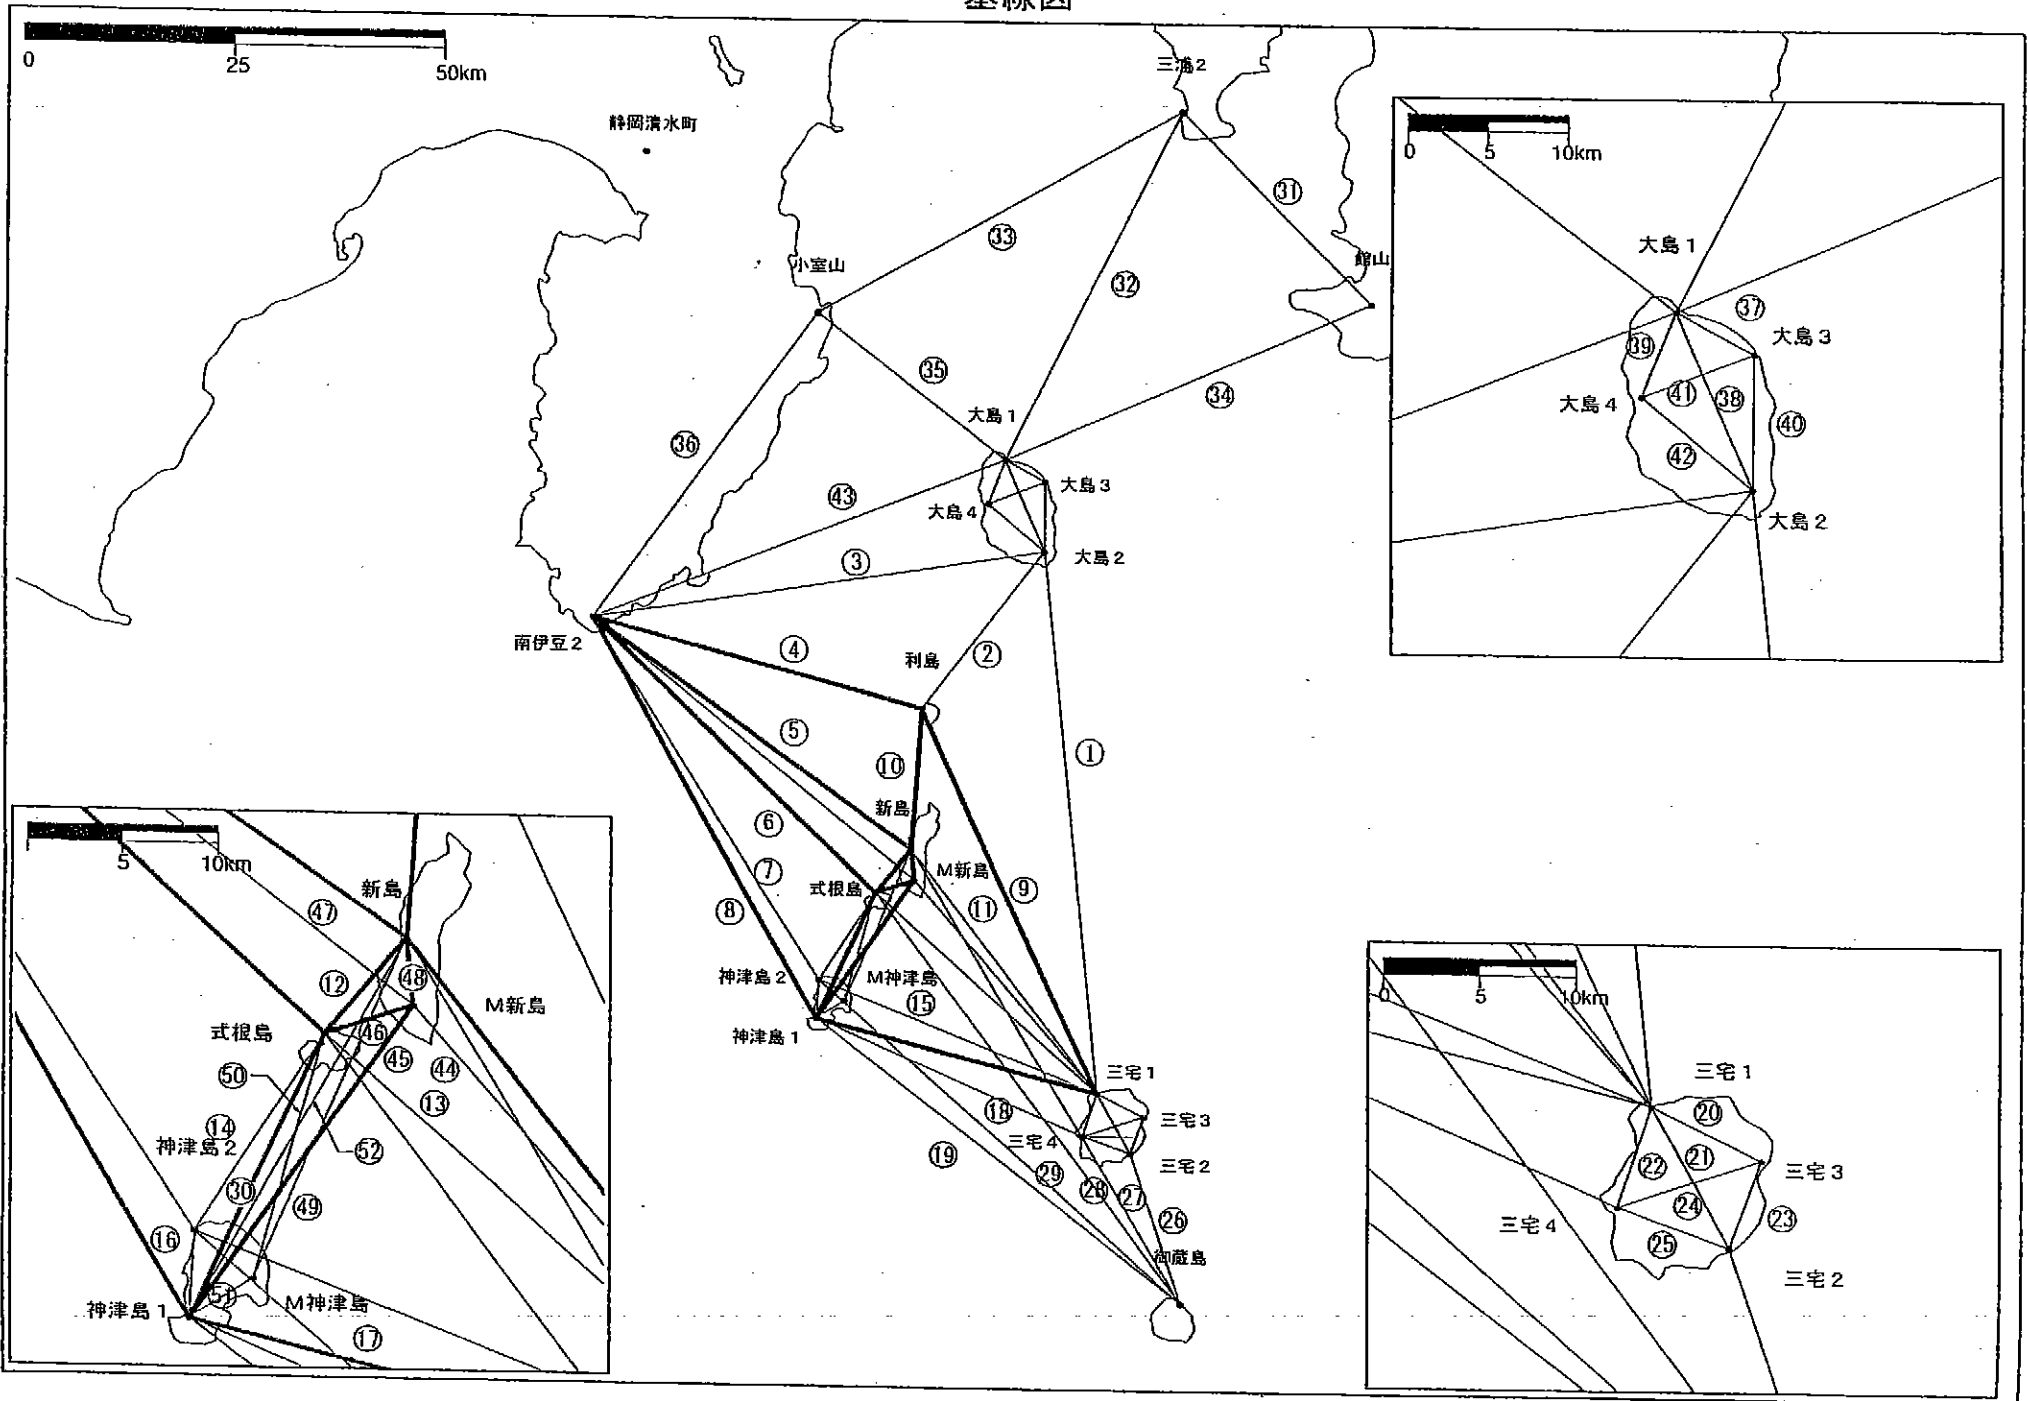 基線図
0 25 50km
静岡清水町
三浦2
小室山
館山
大島1
大島3
大島4
大島2
南伊豆2
利島
新島
M新島
式根島
神津島2
M神津島
神津島1
三宅1
三宅3
三宅4
三宅2
御蔵島
㉛
㉝
㉜
㉟
㉞
㊱
㊸
③
④
②
⑤
①
⑩
⑥
⑦
⑧
⑨
⑪
⑮
⑱
⑲
㉙
㉘
㉗
㉖
0 5 10km
大島1
㊲
大島3
㊴
大島4
㊶
㊳
㊵
㊷
大島2
5 10km
新島
㊼
⑫
㊽
M新島
式根島
㊻
㊺
㊹
㊿
⑬
⑭
神津島2
52
㉚
㊾
⑯
51
M神津島
神津島1
⑰
0 5 10km
三宅1
⑳
㉒
㉑
三宅3
㉔
三宅4
㉓
㉕
三宅2